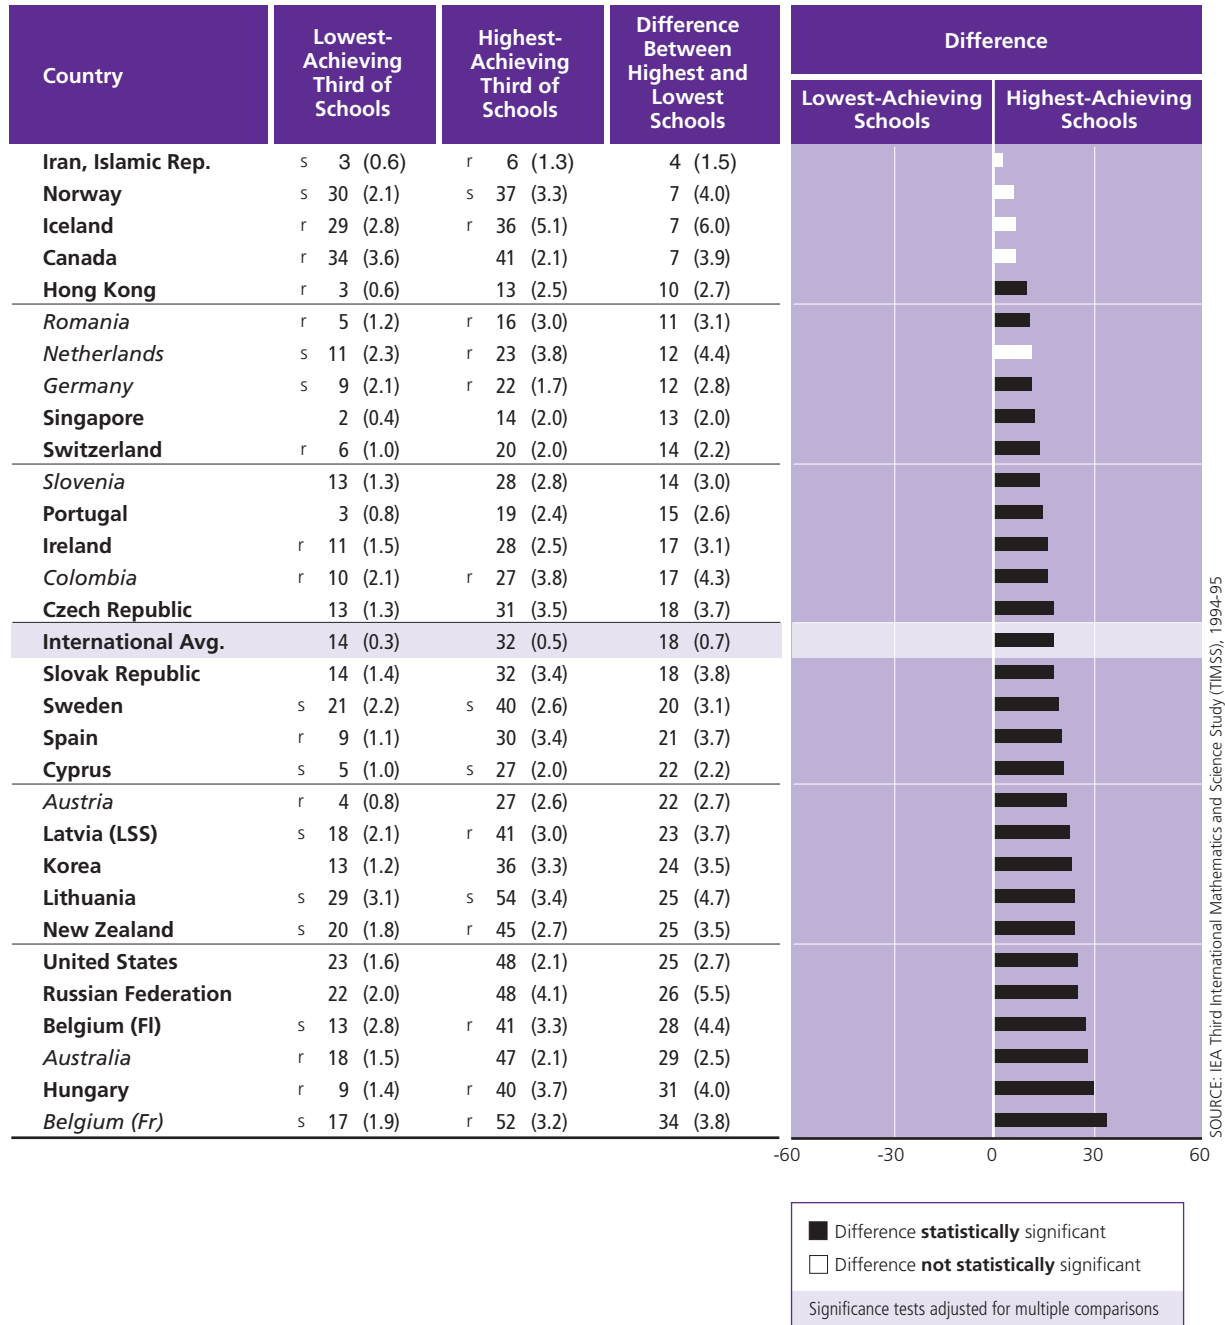 Country
Lowest-
Achieving
Third of
Schools
Highest-
Achieving
Third of
Schools
Difference
Between
Highest and
Lowest
Schools
Difference
Lowest-Achieving
Schools
Highest-Achieving
Schools
Iran, Islamic Rep. s 3 (0.6) r 6 (1.3) 4 (1.5)
Norway s 30 (2.1) s 37 (3.3) 7 (4.0)
Iceland r 29 (2.8) r 36 (5.1) 7 (6.0)
Canada r 34 (3.6) 41 (2.1) 7 (3.9)
Hong Kong r 3 (0.6) 13 (2.5) 10 (2.7)
Romania r 5 (1.2) r 16 (3.0) 11 (3.1)
Netherlands s 11 (2.3) r 23 (3.8) 12 (4.4)
Germany s 9 (2.1) r 22 (1.7) 12 (2.8)
Singapore 2 (0.4) 14 (2.0) 13 (2.0)
Switzerland r 6 (1.0) 20 (2.0) 14 (2.2)
Slovenia 13 (1.3) 28 (2.8) 14 (3.0)
Portugal 3 (0.8) 19 (2.4) 15 (2.6)
Ireland r 11 (1.5) 28 (2.5) 17 (3.1)
Colombia r 10 (2.1) r 27 (3.8) 17 (4.3)
Czech Republic 13 (1.3) 31 (3.5) 18 (3.7)
International Avg. 14 (0.3) 32 (0.5) 18 (0.7)
Slovak Republic 14 (1.4) 32 (3.4) 18 (3.8)
Sweden s 21 (2.2) s 40 (2.6) 20 (3.1)
Spain r 9 (1.1) 30 (3.4) 21 (3.7)
Cyprus s 5 (1.0) s 27 (2.0) 22 (2.2)
Austria r 4 (0.8) 27 (2.6) 22 (2.7)
Latvia (LSS) s 18 (2.1) r 41 (3.0) 23 (3.7)
Korea 13 (1.2) 36 (3.3) 24 (3.5)
Lithuania s 29 (3.1) s 54 (3.4) 25 (4.7)
New Zealand s 20 (1.8) r 45 (2.7) 25 (3.5)
United States 23 (1.6) 48 (2.1) 25 (2.7)
Russian Federation 22 (2.0) 48 (4.1) 26 (5.5)
Belgium (Fl) s 13 (2.8) r 41 (3.3) 28 (4.4)
Australia r 18 (1.5) 47 (2.1) 29 (2.5)
Hungary r 9 (1.4) r 40 (3.7) 31 (4.0)
Belgium (Fr) s 17 (1.9) r 52 (3.2) 34 (3.8)
-60 -30 0 30 60
Difference statistically significant
Difference not statistically significant
Significance tests adjusted for multiple comparisons
SOURCE: IEA Third International Mathematics and Science Study (TIMSS), 1994-95